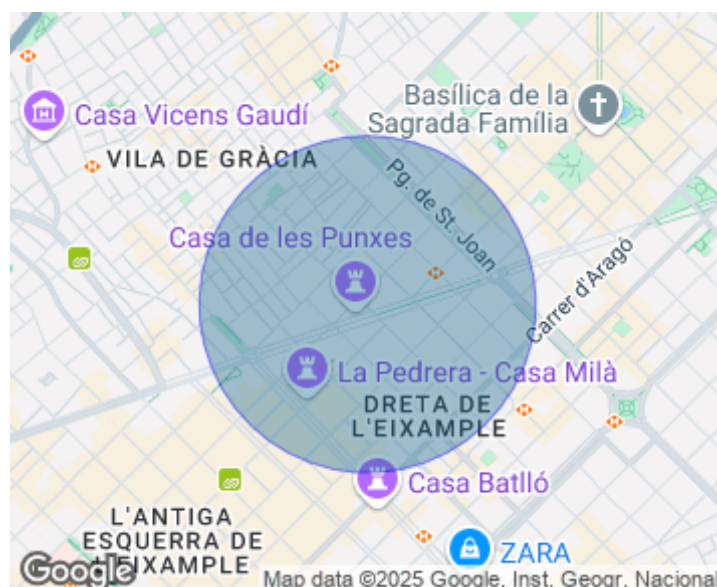 Basílica de la
Sagrada Família
Casa Vicens Gaudí
VILA DE GRÀCIA
Pg. de St. Joan
Casa de les Punxes
Carrer d'Aragó
La Pedrera - Casa Milà
DRETA DE
L'EIXAMPLE
Casa Batlló
L'ANTIGA
ESQUERRA DE
L'EIXAMPLE
ZARA
Google
Map data ©2025 Google, Inst. Geogr. Nacional